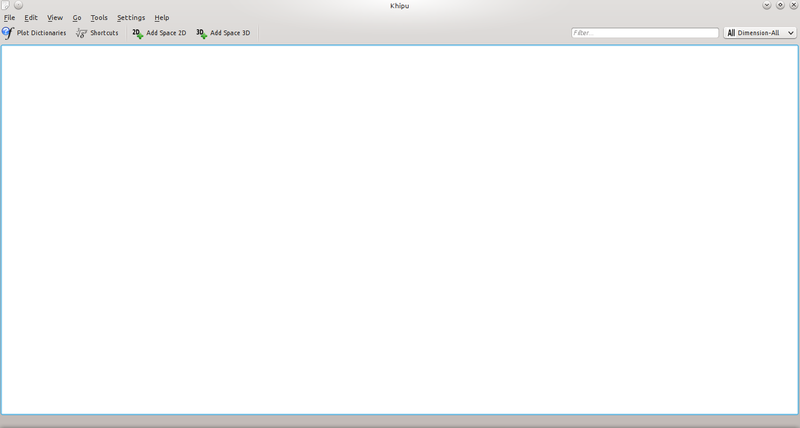 Khipu
File Edit View Go Tools Settings Help
Plot Dictionaries Shortcuts 2D Add Space 2D 3D Add Space 3D Filter... All Dimension-All